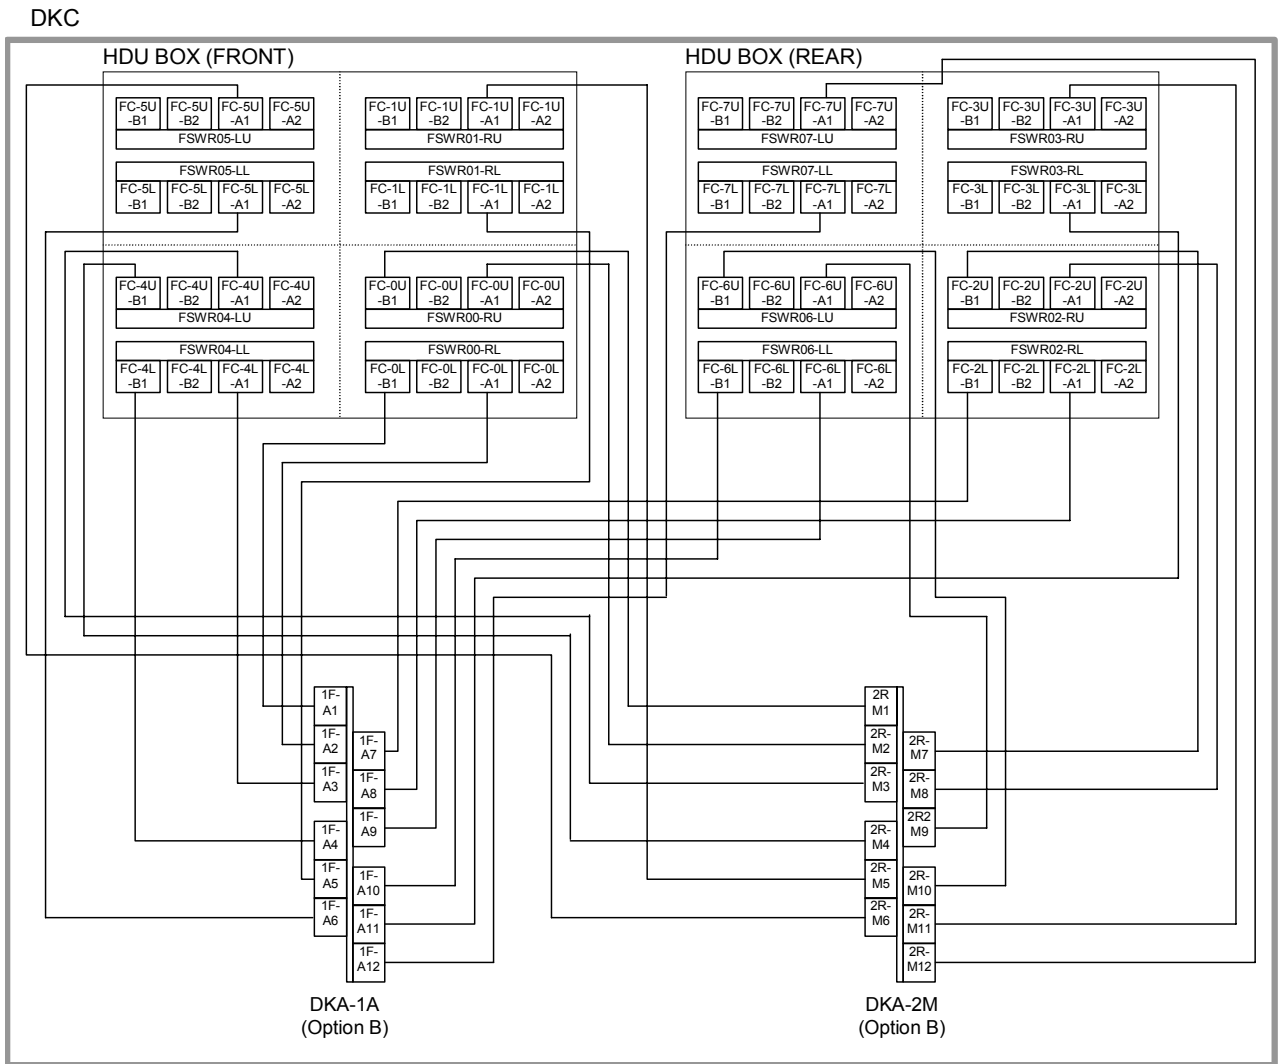 DKC
HDU BOX (FRONT)
HDU BOX (REAR)
FC-5U FC-5U FC-5U FC-5U
-B1 -B2 -A1 -A2
FSWR05-LU
FC-1U FC-1U FC-1U FC-1U
-B1 -B2 -A1 -A2
FSWR01-RU
FC-7U FC-7U FC-7U FC-7U
-B1 -B2 -A1 -A2
FSWR07-LU
FC-3U FC-3U FC-3U FC-3U
-B1 -B2 -A1 -A2
FSWR03-RU
FSWR05-LL
FC-5L FC-5L FC-5L FC-5L
-B1 -B2 -A1 -A2
FSWR01-RL
FC-1L FC-1L FC-1L FC-1L
-B1 -B2 -A1 -A2
FSWR07-LL
FC-7L FC-7L FC-7L FC-7L
-B1 -B2 -A1 -A2
FSWR03-RL
FC-3L FC-3L FC-3L FC-3L
-B1 -B2 -A1 -A2
FC-4U FC-4U FC-4U FC-4U
-B1 -B2 -A1 -A2
FSWR04-LU
FC-0U FC-0U FC-0U FC-0U
-B1 -B2 -A1 -A2
FSWR00-RU
FC-6U FC-6U FC-6U FC-6U
-B1 -B2 -A1 -A2
FSWR06-LU
FC-2U FC-2U FC-2U FC-2U
-B1 -B2 -A1 -A2
FSWR02-RU
FSWR04-LL
FC-4L FC-4L FC-4L FC-4L
-B1 -B2 -A1 -A2
FSWR00-RL
FC-0L FC-0L FC-0L FC-0L
-B1 -B2 -A1 -A2
FSWR06-LL
FC-6L FC-6L FC-6L FC-6L
-B1 -B2 -A1 -A2
FSWR02-RL
FC-2L FC-2L FC-2L FC-2L
-B1 -B2 -A1 -A2
1F-
A1
1F-
A2
1F-
A3
1F-
A4
1F-
A5
1F-
A6
1F-
A7
1F-
A8
1F-
A9
1F-
A10
1F-
A11
1F-
A12
DKA-1A
(Option B)
2R
M1
2R-
M2
2R-
M3
2R-
M4
2R-
M5
2R-
M6
2R-
M7
2R-
M8
2R2
M9
2R-
M10
2R-
M11
2R-
M12
DKA-2M
(Option B)